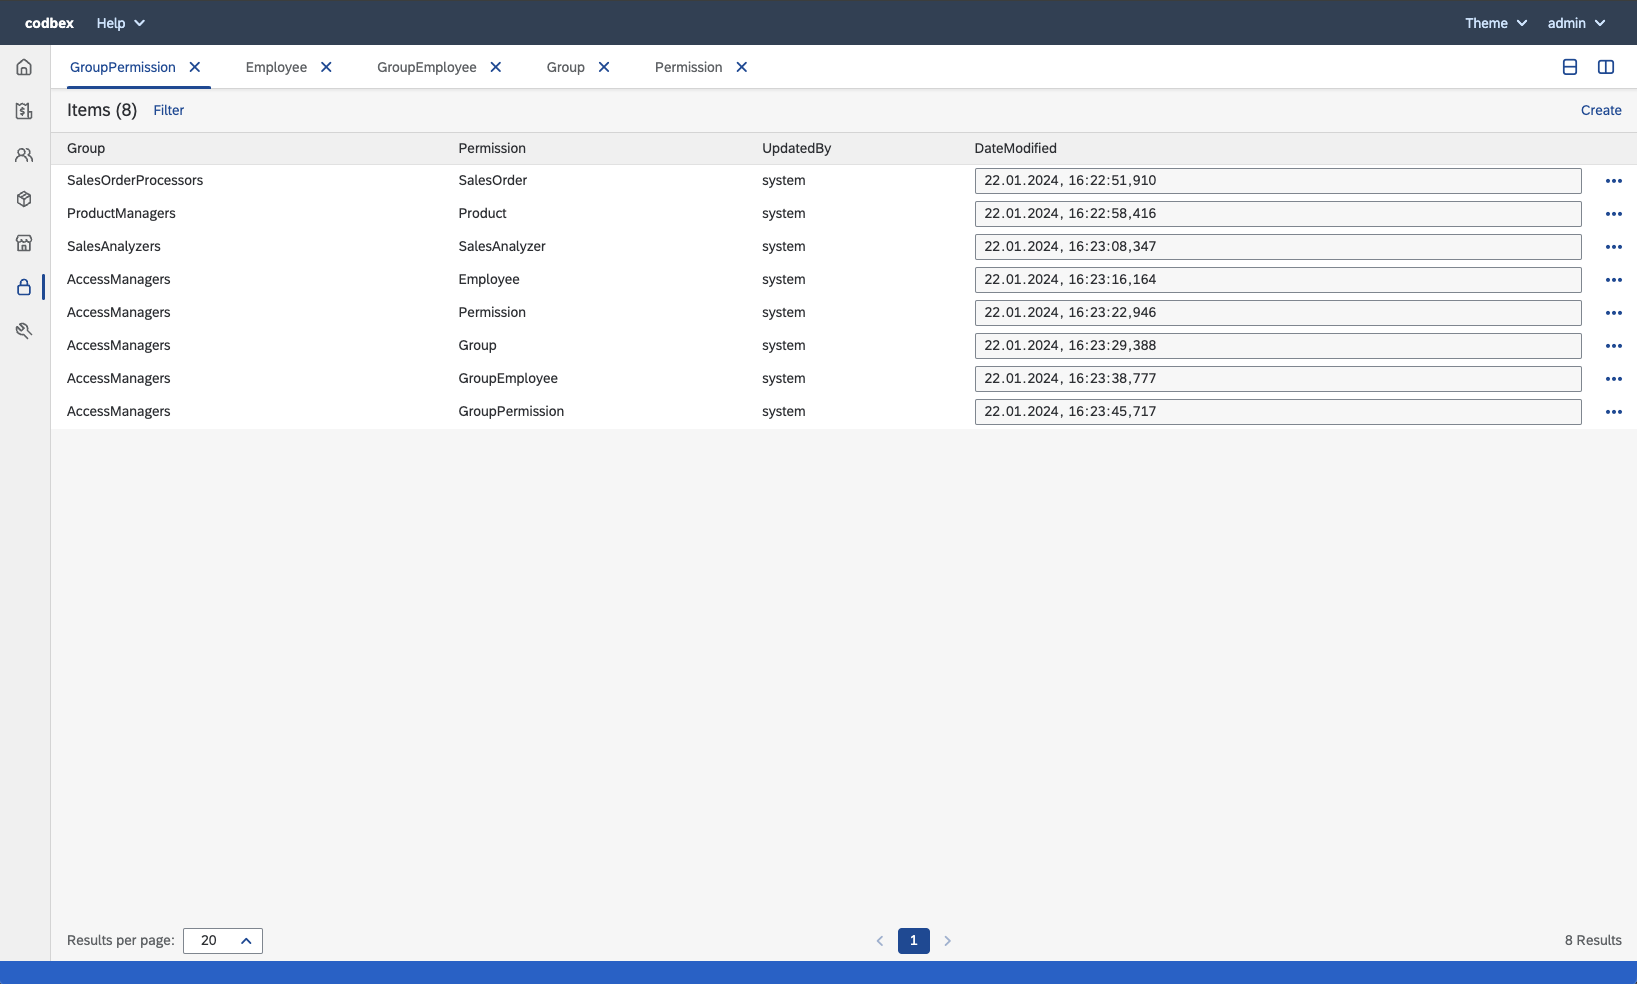 codbex Help Theme admin
GroupPermission Employee GroupEmployee Group Permission
Items (8) Filter Create
Group Permission UpdatedBy DateModified
SalesOrderProcessors SalesOrder system 22.01.2024, 16:22:51,910
ProductManagers Product system 22.01.2024, 16:22:58,416
SalesAnalyzers SalesAnalyzer system 22.01.2024, 16:23:08,347
AccessManagers Employee system 22.01.2024, 16:23:16,164
AccessManagers Permission system 22.01.2024, 16:23:22,946
AccessManagers Group system 22.01.2024, 16:23:29,388
AccessManagers GroupEmployee system 22.01.2024, 16:23:38,777
AccessManagers GroupPermission system 22.01.2024, 16:23:45,717
Results per page: 20 1 8 Results